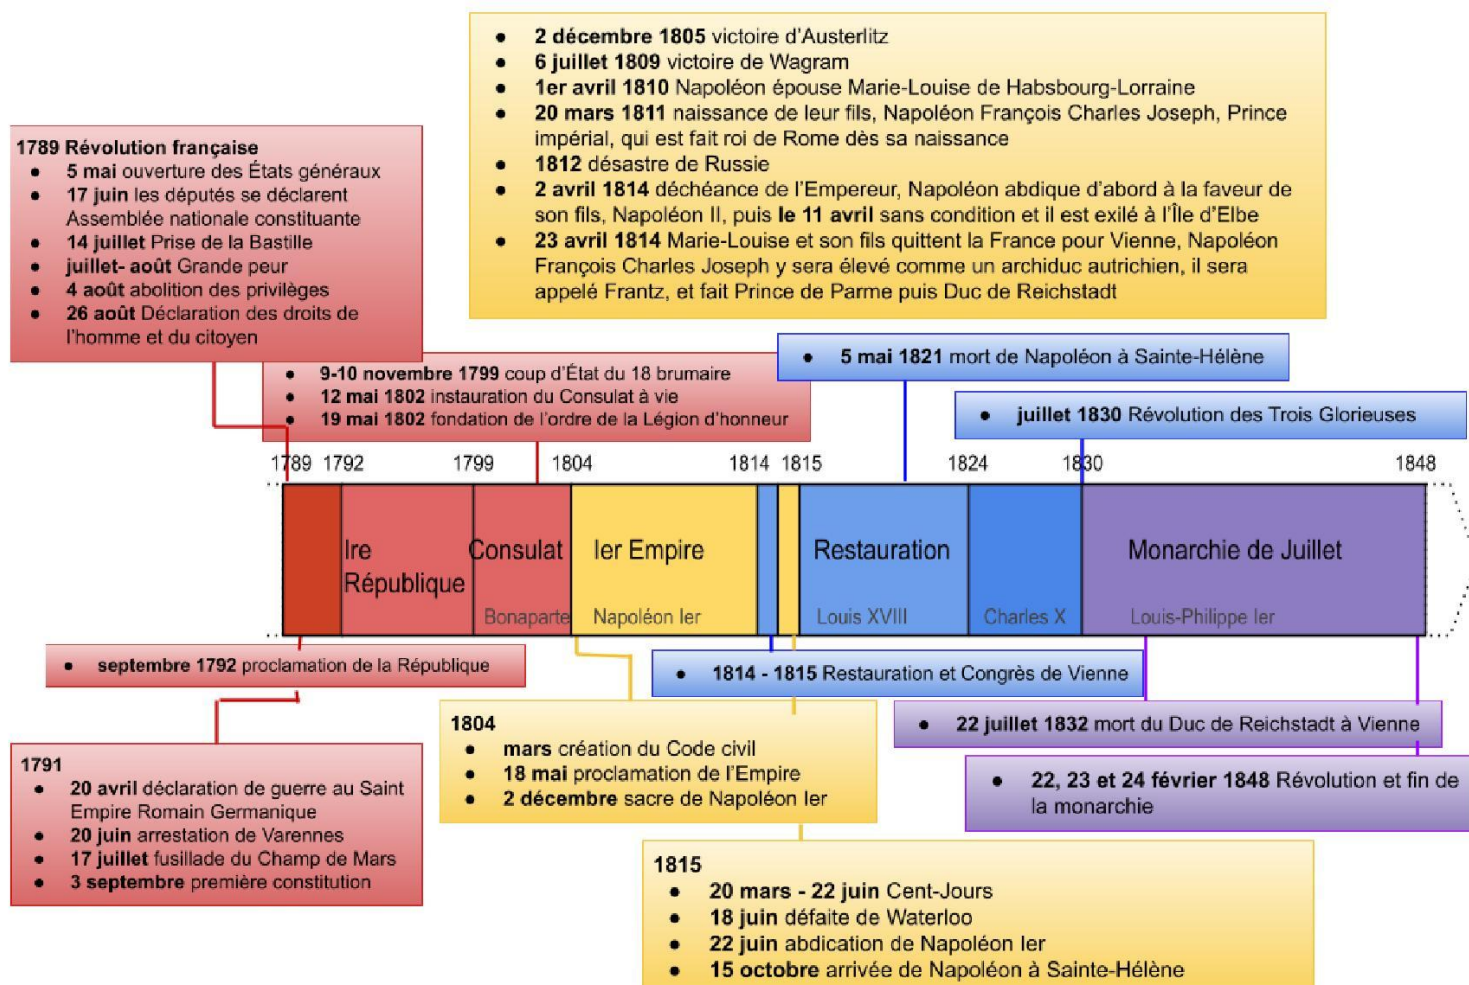 ● 2 décembre 1805 victoire d’Austerlitz
● 6 juillet 1809 victoire de Wagram
● 1er avril 1810 Napoléon épouse Marie-Louise de Habsbourg-Lorraine
● 20 mars 1811 naissance de leur fils, Napoléon François Charles Joseph, Prince
impérial, qui est fait roi de Rome dès sa naissance
● 1812 désastre de Russie
● 2 avril 1814 déchéance de l’Empereur, Napoléon abdique d’abord à la faveur de
son fils, Napoléon II, puis le 11 avril sans condition et il est exilé à l’Île d’Elbe
● 23 avril 1814 Marie-Louise et son fils quittent la France pour Vienne, Napoléon
François Charles Joseph y sera élevé comme un archiduc autrichien, il sera
appelé Frantz, et fait Prince de Parme puis Duc de Reichstadt
1789 Révolution française
● 5 mai ouverture des États généraux
● 17 juin les députés se déclarent
Assemblée nationale constituante
● 14 juillet Prise de la Bastille
● juillet- août Grande peur
● 4 août abolition des privilèges
● 26 août Déclaration des droits de
l’homme et du citoyen
● 5 mai 1821 mort de Napoléon à Sainte-Hélène
● 9-10 novembre 1799 coup d’État du 18 brumaire
● 12 mai 1802 instauration du Consulat à vie
● 19 mai 1802 fondation de l’ordre de la Légion d’honneur
● juillet 1830 Révolution des Trois Glorieuses
1789 1792 1799 1804 1814 1815 1824 1830 1848
Ire
République
Consulat
Bonaparte
Ier Empire
Napoléon Ier
Restauration
Louis XVIII
Charles X
Monarchie de Juillet
Louis-Philippe Ier
● septembre 1792 proclamation de la République
● 1814 - 1815 Restauration et Congrès de Vienne
● 22 juillet 1832 mort du Duc de Reichstadt à Vienne
● 22, 23 et 24 février 1848 Révolution et fin de
la monarchie
1791
● 20 avril déclaration de guerre au Saint
Empire Romain Germanique
● 20 juin arrestation de Varennes
● 17 juillet fusillade du Champ de Mars
● 3 septembre première constitution
1804
● mars création du Code civil
● 18 mai proclamation de l’Empire
● 2 décembre sacre de Napoléon Ier
1815
● 20 mars - 22 juin Cent-Jours
● 18 juin défaite de Waterloo
● 22 juin abdication de Napoléon Ier
● 15 octobre arrivée de Napoléon à Sainte-Hélène